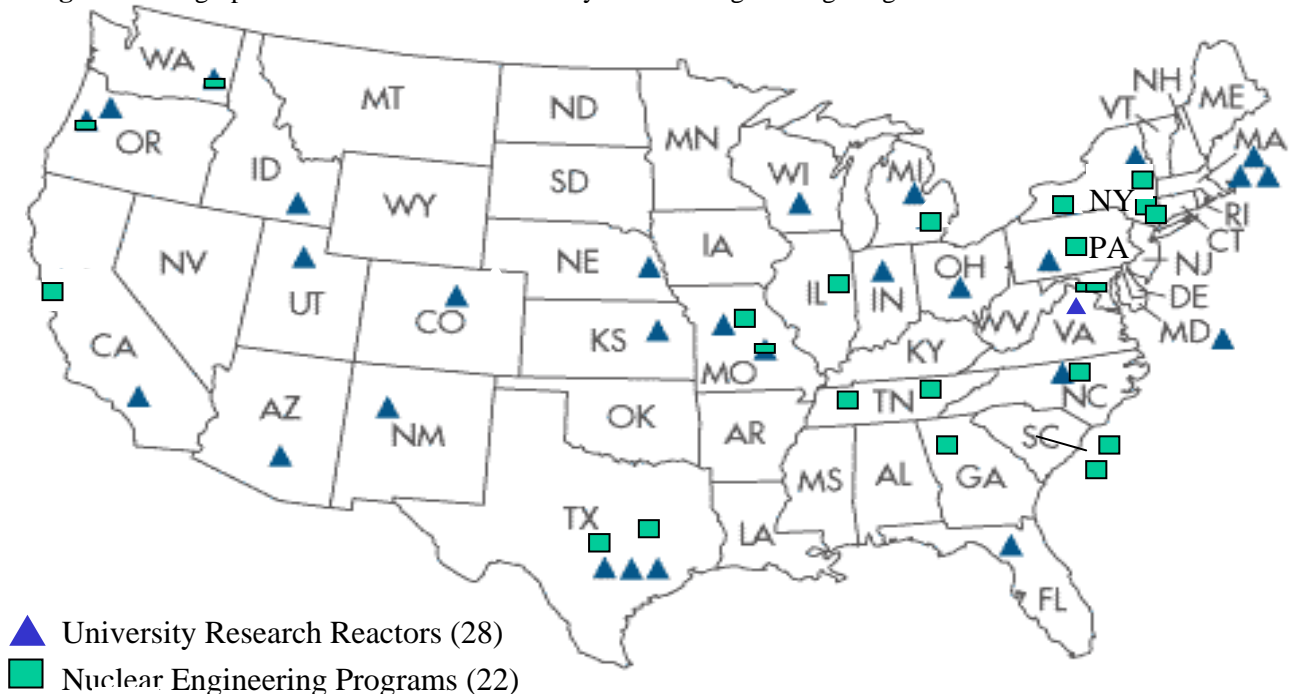 WA
MT
ND
MN
NH
VT
ME
MA
OR
ID
SD
WI
MI
WY
NY
RI
CT
NV
UT
CO
NE
IA
IL
IN
OH
PA
NJ
DE
MD
CA
KS
MO
KY
WV
VA
AZ
NM
OK
AR
TN
NC
SC
TX
LA
MS
AL
GA
FL
University Research Reactors (28)
Nuclear Engineering Programs (22)